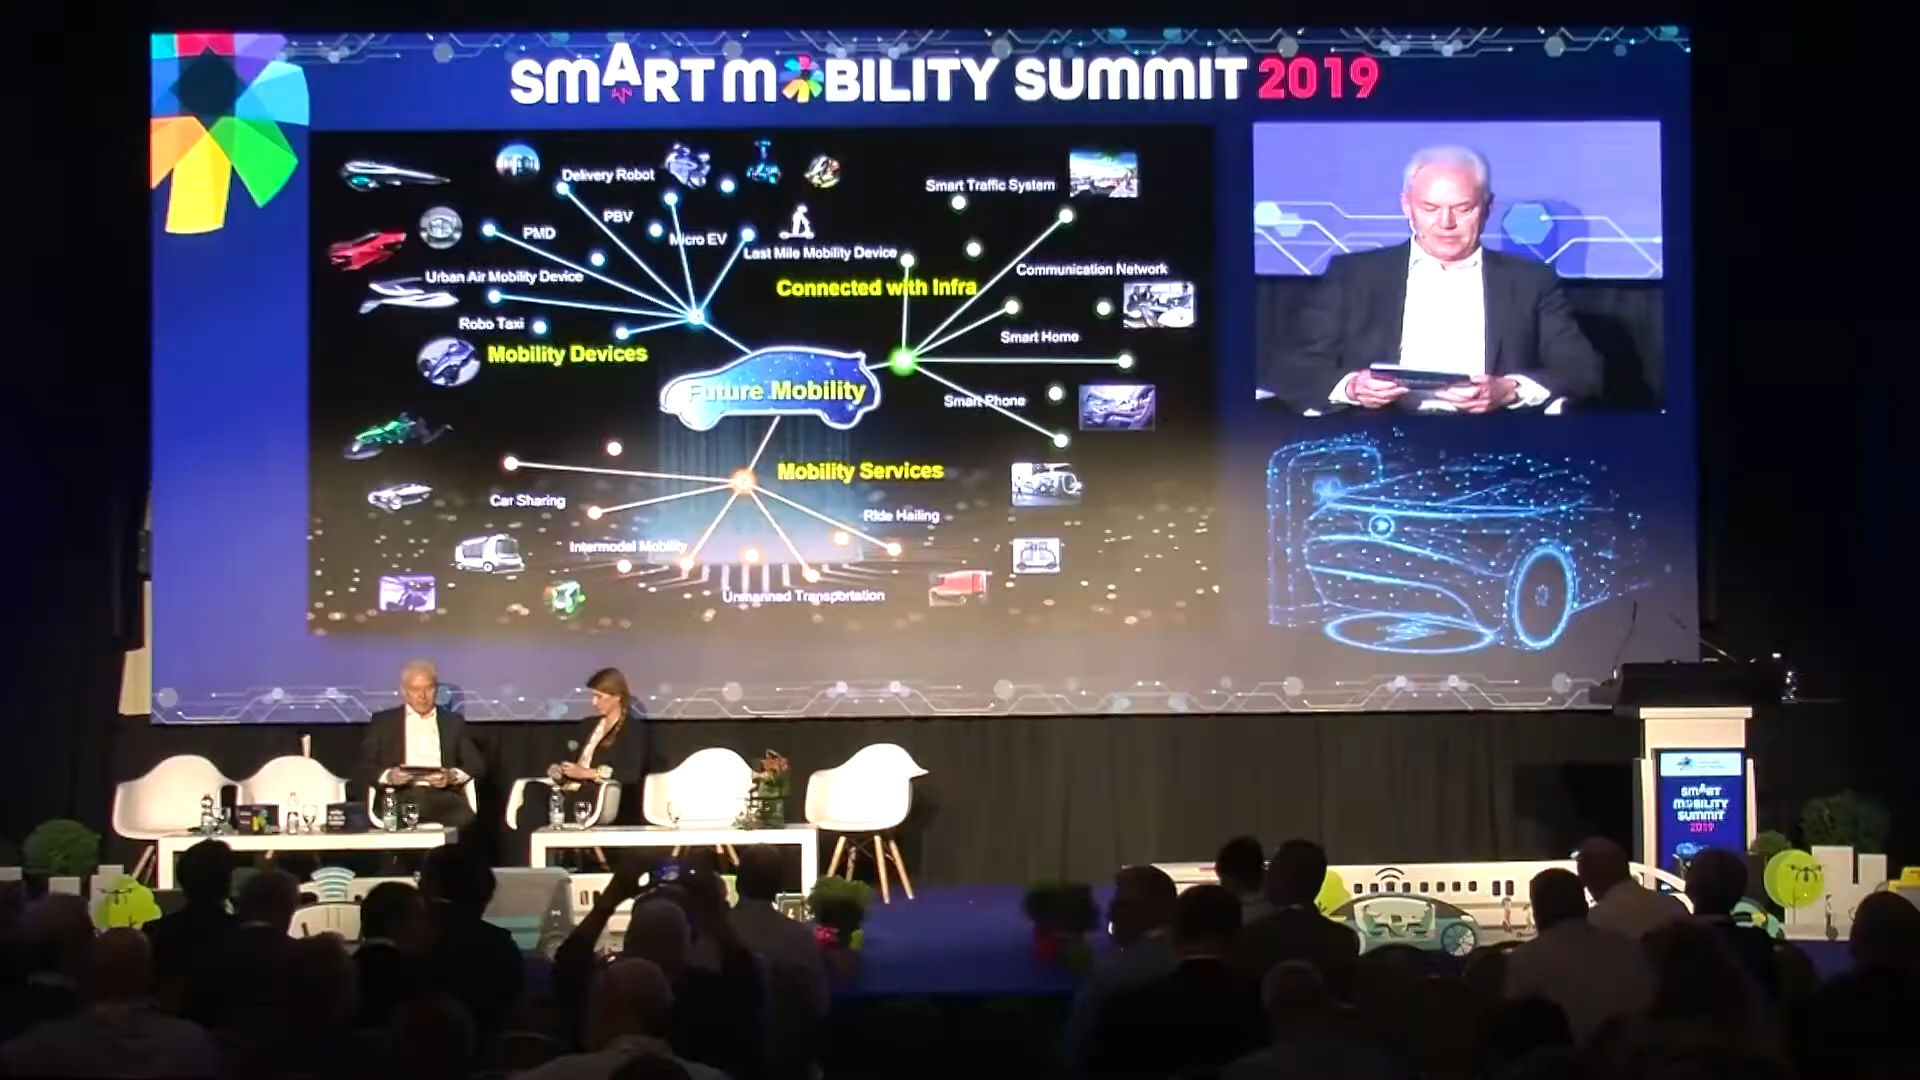 SMART MOBILITY SUMMIT 2019
Delivery Robot
PBV
PMD
Micro EV
Last Mile Mobility Device
Urban Air Mobility Device
Robo Taxi
Mobility Devices
Smart Traffic System
Connected with Infra
Communication Network
Smart Home
Smart Phone
Future Mobility
Mobility Services
Car Sharing
Ride Hailing
Intermodal Mobility
Unmanned Transportation
SMART
MOBILITY
SUMMIT
2019